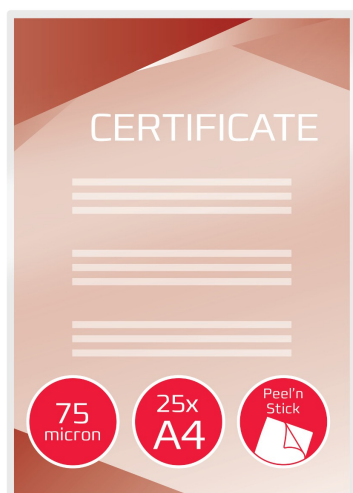 CERTIFICATE
75
micron
25x
A4
Peel'n
Stick